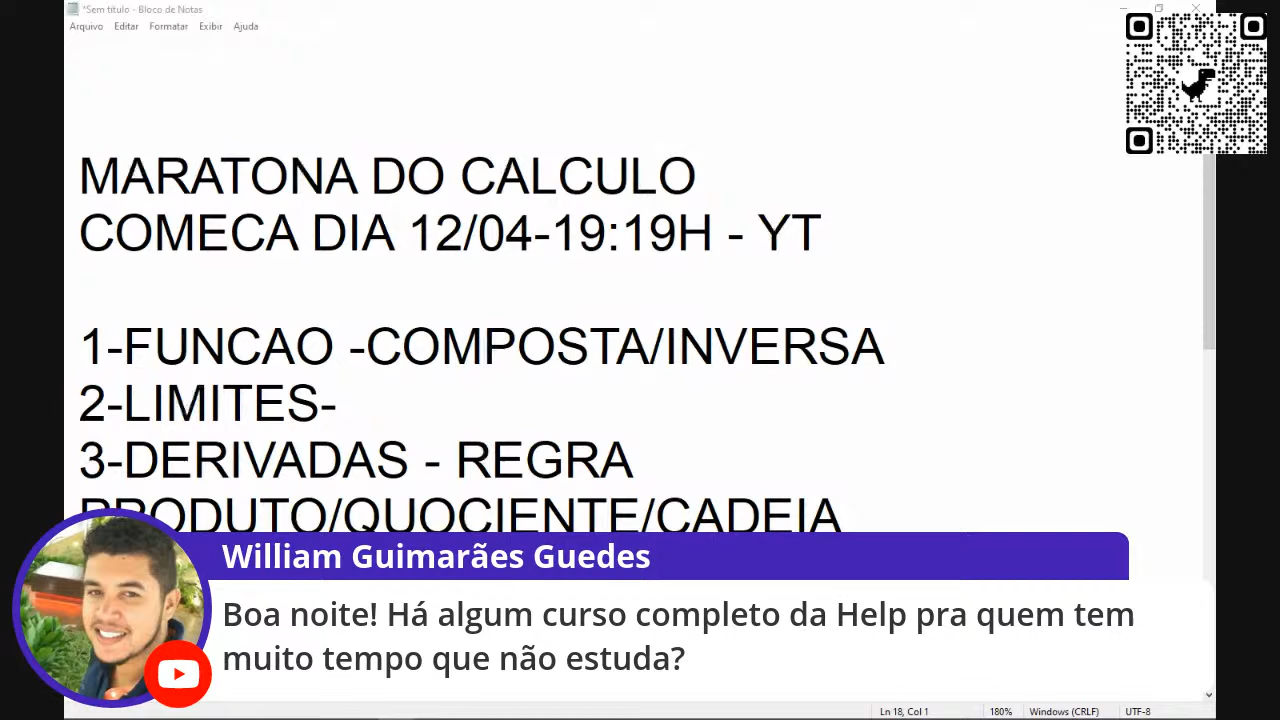 *Sem título - Bloco de Notas
Arquivo Editar Formatar Exibir Ajuda
MARATONA DO CALCULO
COMECA DIA 12/04-19:19H - YT
1-FUNCAO -COMPOSTA/INVERSA
2-LIMITES-
3-DERIVADAS - REGRA
PRODUTO/QUOCIENTE/CADEIA
William Guimarães Guedes
Boa noite! Há algum curso completo da Help pra quem tem
muito tempo que não estuda?
Ln 18, Col 1 180% Windows (CRLF) UTF-8